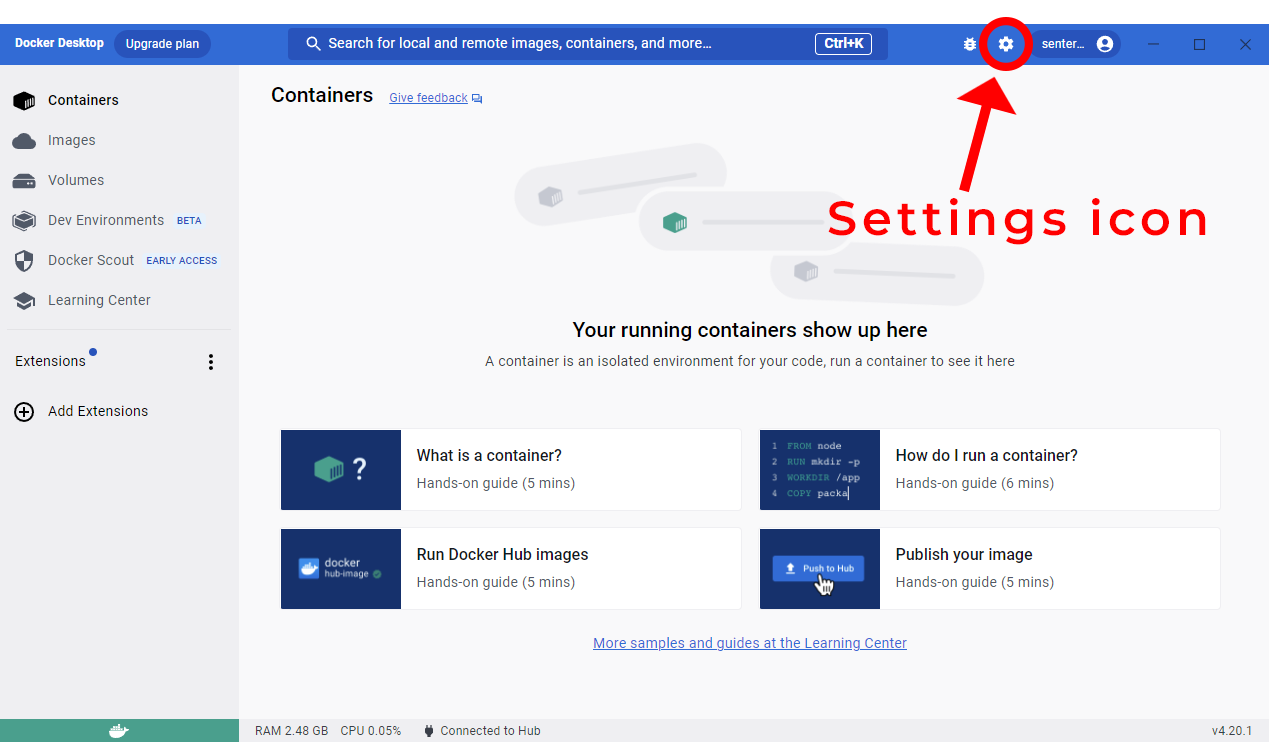 Docker Desktop Upgrade plan Search for local and remote images, containers, and more... Ctrl+K senter...
Containers
Images
Volumes
Dev Environments BETA
Docker Scout EARLY ACCESS
Learning Center
Extensions
Add Extensions
Containers Give feedback
Settings icon
Your running containers show up here
A container is an isolated environment for your code, run a container to see it here
?
What is a container?
Hands-on guide (5 mins)
1 FROM node
2 RUN mkdir -p
3 WORKDIR /app
4 COPY packa
How do I run a container?
Hands-on guide (6 mins)
docker
hub-image
Run Docker Hub images
Hands-on guide (5 mins)
Push to Hub
Publish your image
Hands-on guide (5 mins)
More samples and guides at the Learning Center
RAM 2.48 GB CPU 0.05% Connected to Hub v4.20.1